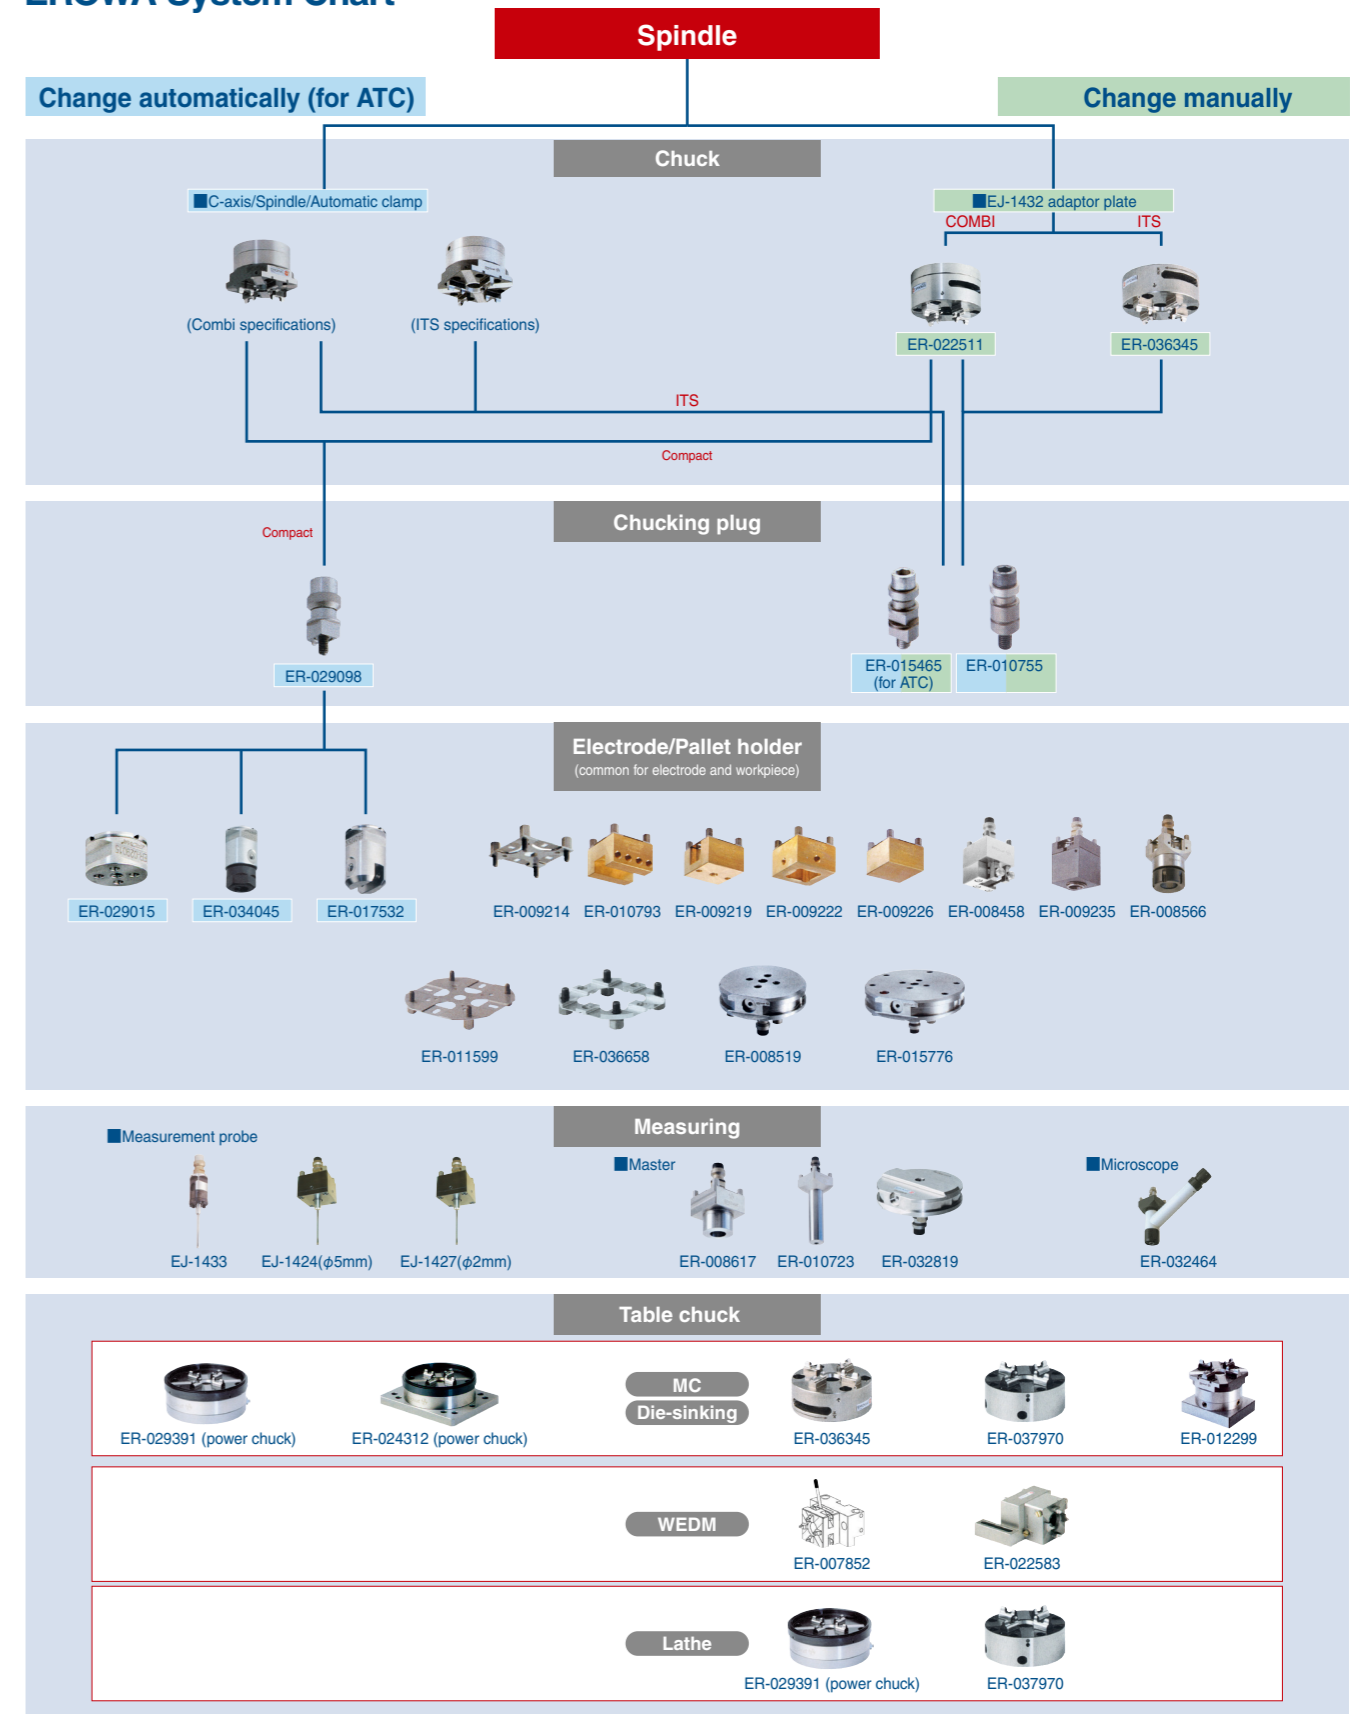 EROWA System Chart
Spindle
Change automatically (for ATC)
Change manually
Chuck
■C-axis/Spindle/Automatic clamp
■EJ-1432 adaptor plate
COMBI
ITS
(Combi specifications)
(ITS specifications)
ER-022511
ER-036345
ITS
Compact
Chucking plug
Compact
ER-029098
ER-015465
(for ATC)
ER-010755
Electrode/Pallet holder
(common for electrode and workpiece)
ER-029015
ER-034045
ER-017532
ER-009214
ER-010793
ER-009219
ER-009222
ER-009226
ER-008458
ER-009235
ER-008566
ER-011599
ER-036658
ER-008519
ER-015776
Measuring
■Measurement probe
■Master
■Microscope
EJ-1433
EJ-1424(φ5mm)
EJ-1427(φ2mm)
ER-008617
ER-010723
ER-032819
ER-032464
Table chuck
MC
Die-sinking
ER-029391 (power chuck)
ER-024312 (power chuck)
ER-036345
ER-037970
ER-012299
WEDM
ER-007852
ER-022583
Lathe
ER-029391 (power chuck)
ER-037970